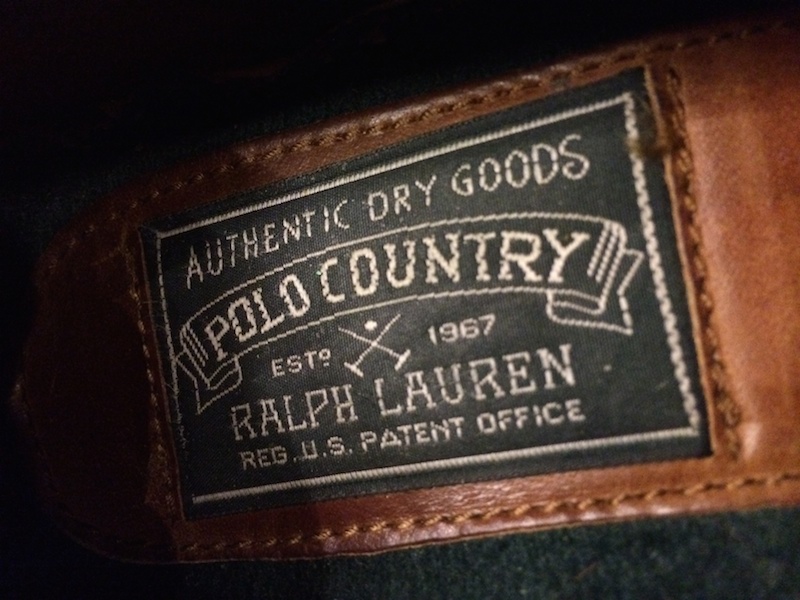 AUTHENTIC DRY GOODS
POLO COUNTRY
ESTº 1967
RALPH LAUREN
REG. U.S. PATENT OFFICE